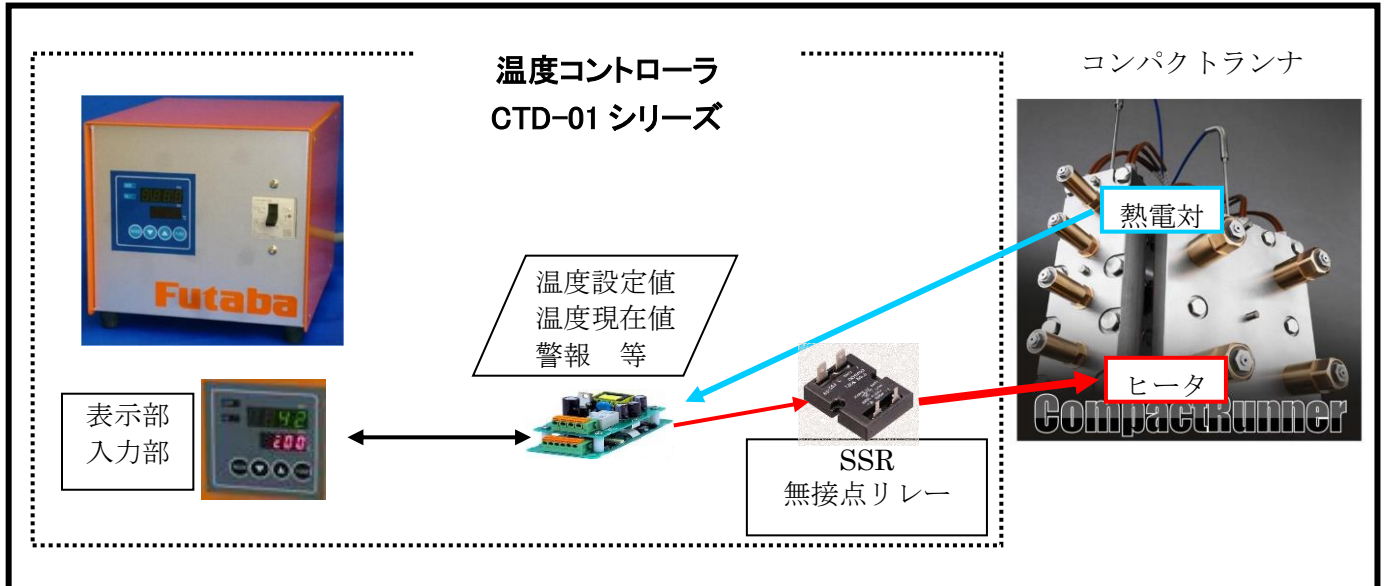 温度コントローラ
CTD-01 シリーズ
コンパクトランナ
熱電対
温度設定値
温度現在値
警報　等
Futaba
ヒータ
CompactRunner
表示部
入力部
42
200
SSR
無接点リレー